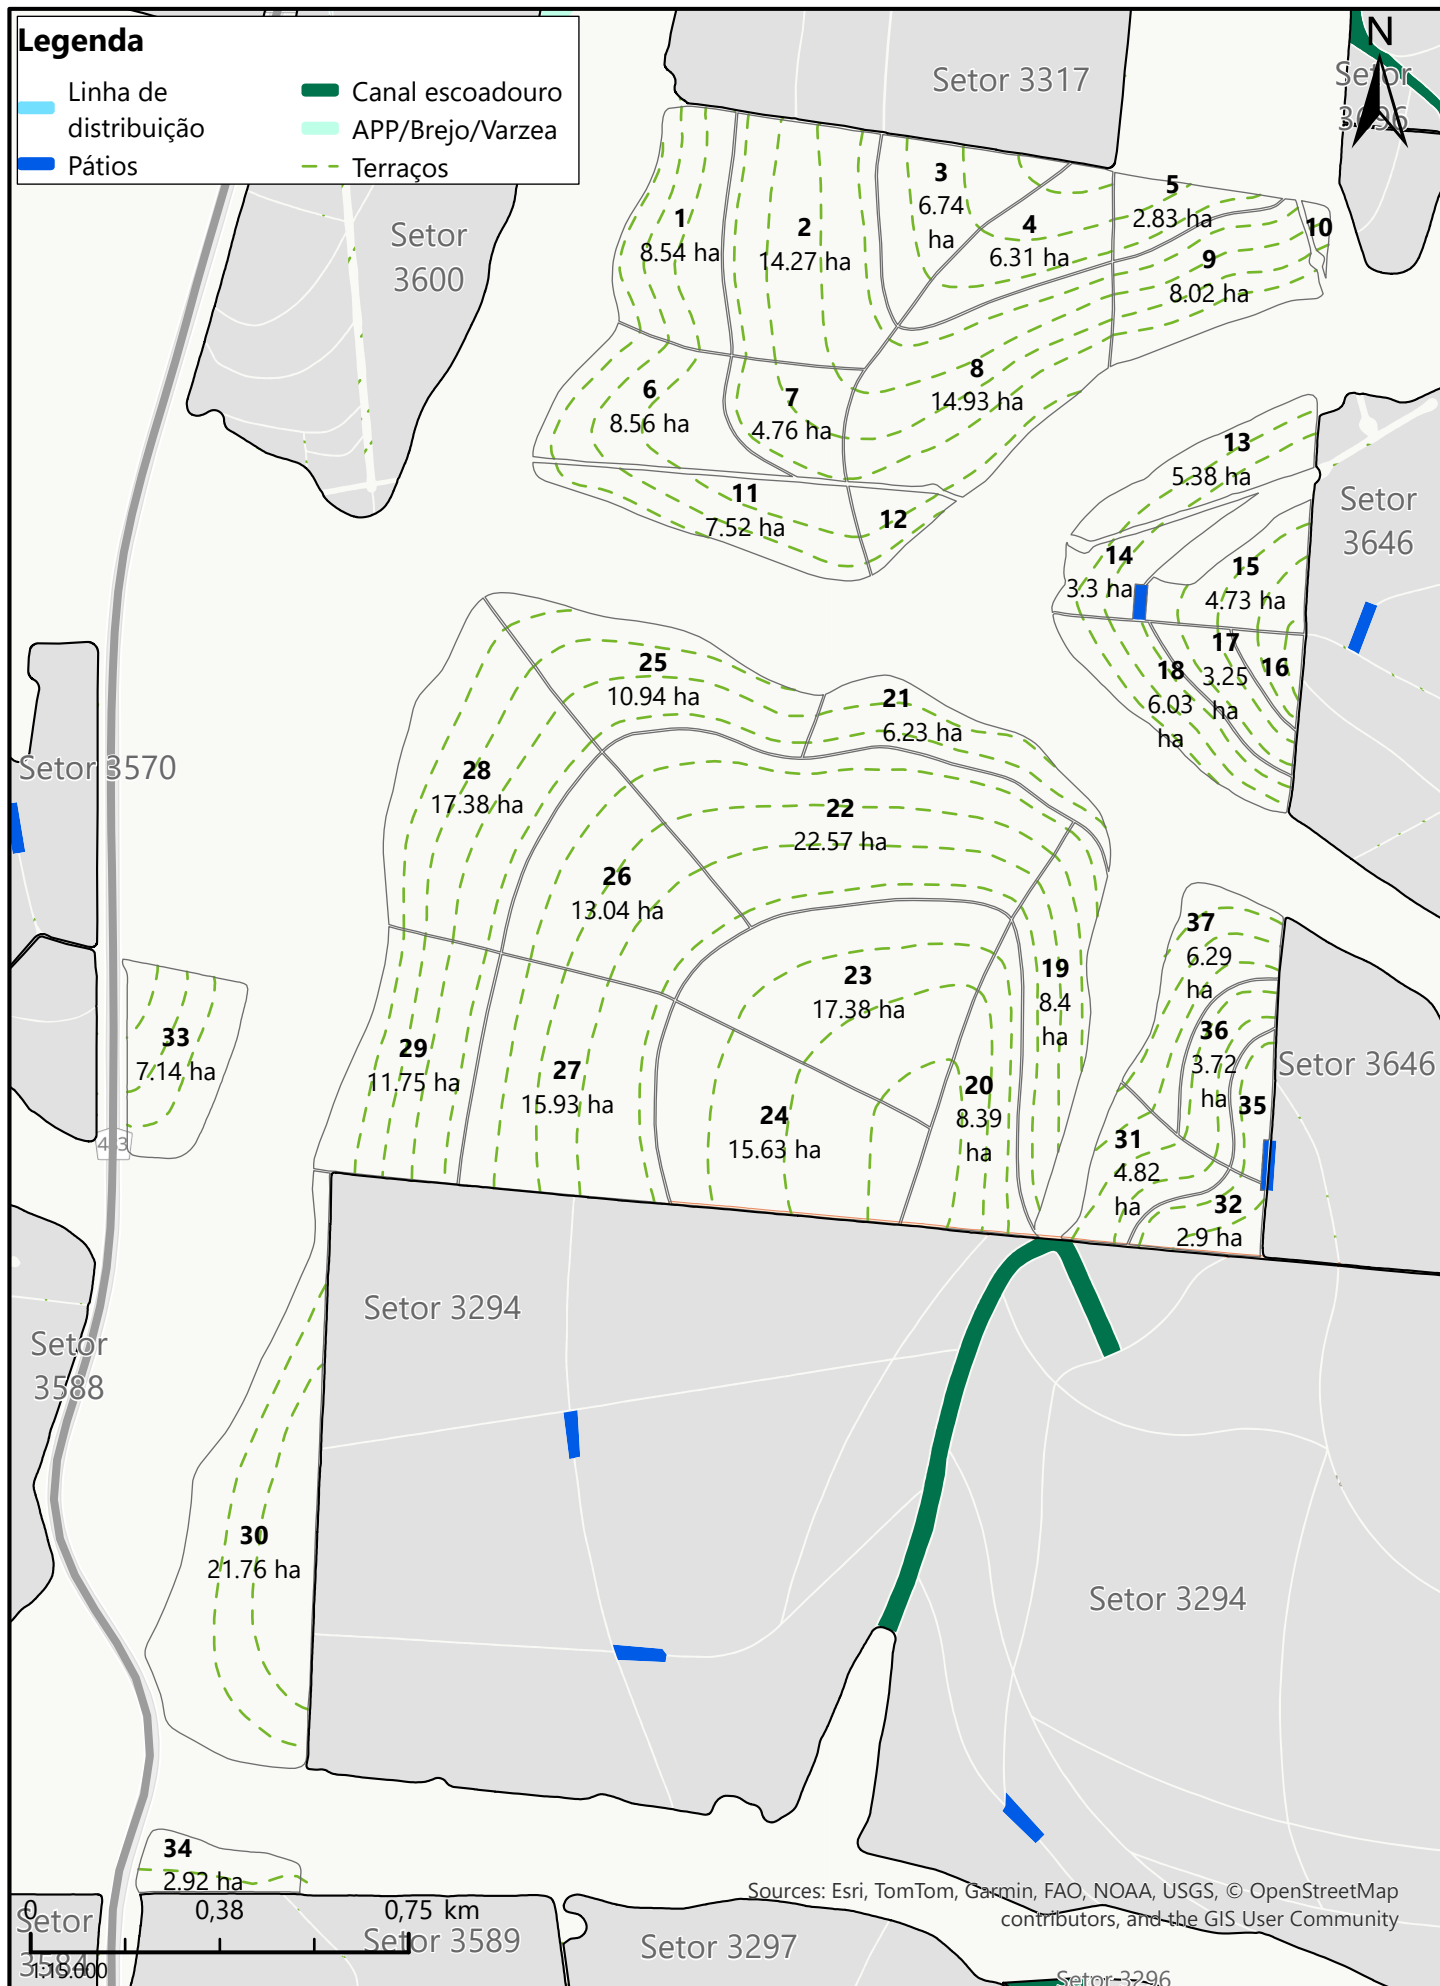 Legenda
Linha de
distribuição
Pátios
Canal escoadouro
APP/Brejo/Varzea
Terraços
N
Setor 3317
Setor
3696
Setor
3600
1
8.54 ha
2
14.27 ha
3
6.74
ha
4
6.31 ha
5
2.83 ha
10
9
8.02 ha
6
8.56 ha
7
4.76 ha
8
14.93 ha
11
7.52 ha
12
13
5.38 ha
Setor
3646
14
3.3 ha
15
4.73 ha
17
3.25
ha
16
18
6.03
ha
25
10.94 ha
21
6.23 ha
Setor 3570
28
17.38 ha
22
22.57 ha
26
13.04 ha
37
6.29
ha
23
17.38 ha
19
8.4
ha
33
7.14 ha
29
11.75 ha
27
15.93 ha
36
3.72
ha
Setor 3646
35
24
15.63 ha
20
8.39
ha
31
4.82
ha
32
2.9 ha
Setor 3294
Setor
3588
30
21.76 ha
Setor 3294
34
2.92 ha
0 0,38 0,75 km
Setor
3584
1:15.000
Setor 3589
Setor 3297
Sources: Esri, TomTom, Garmin, FAO, NOAA, USGS, © OpenStreetMap
contributors, and the GIS User Community
Setor 3296